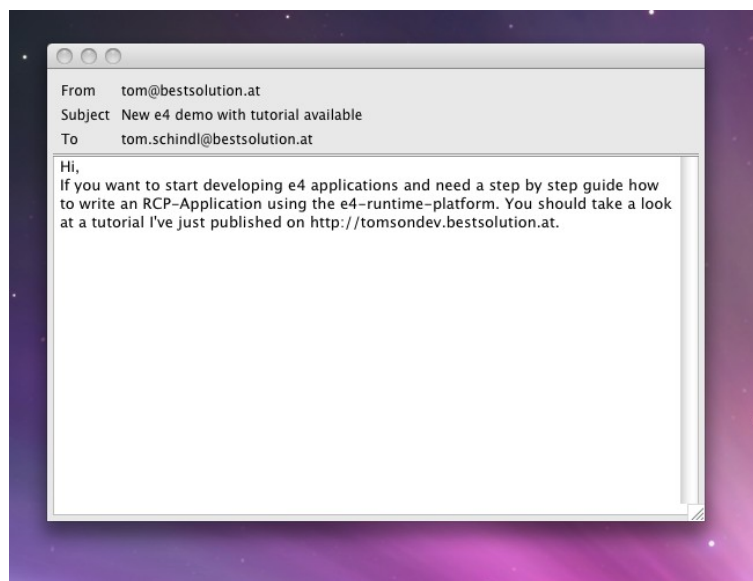 From tom@bestsolution.at
Subject New e4 demo with tutorial available
To tom.schindl@bestsolution.at
Hi,
If you want to start developing e4 applications and need a step by step guide how
to write an RCP-Application using the e4-runtime-platform. You should take a look
at a tutorial I've just published on http://tomsondev.bestsolution.at.